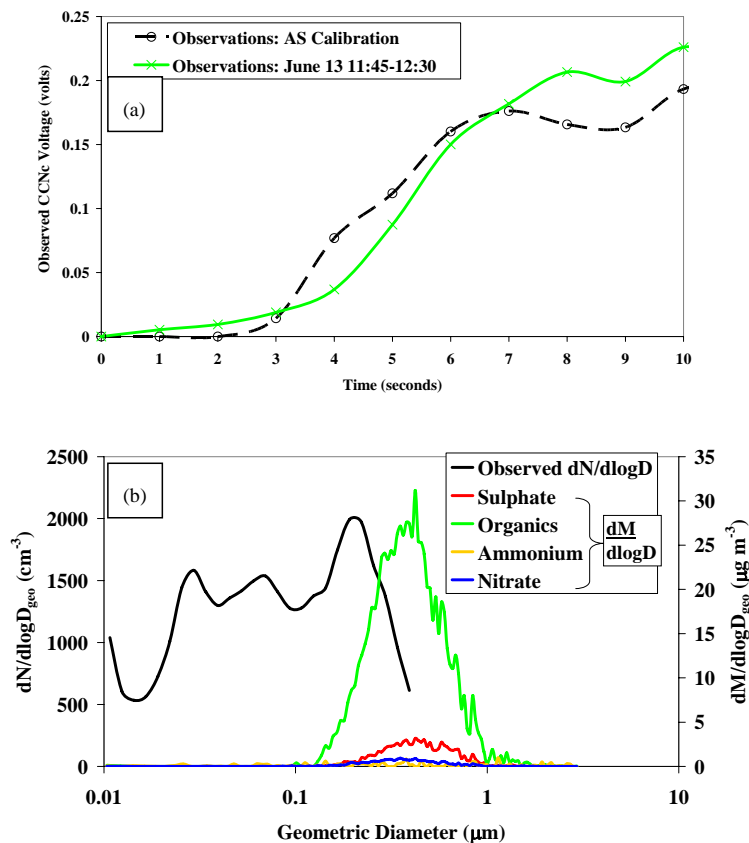 0.25
0.2
0.15
0.1
0.05
0
Observed CCNc Voltage (volts)
Observations: AS Calibration
Observations: June 13 11:45-12:30
(a)
0 1 2 3 4 5 6 7 8 9 10
Time (seconds)
2500
2000
1500
1000
500
0
dN/dlogDgeo (cm-3)
(b)
Observed dN/dlogD
Sulphate
Organics
Ammonium
Nitrate
dM
dlogD
35
30
25
20
15
10
5
0
dM/dlogDgeo (µg m-3)
0.01 0.1 1 10
Geometric Diameter (µm)